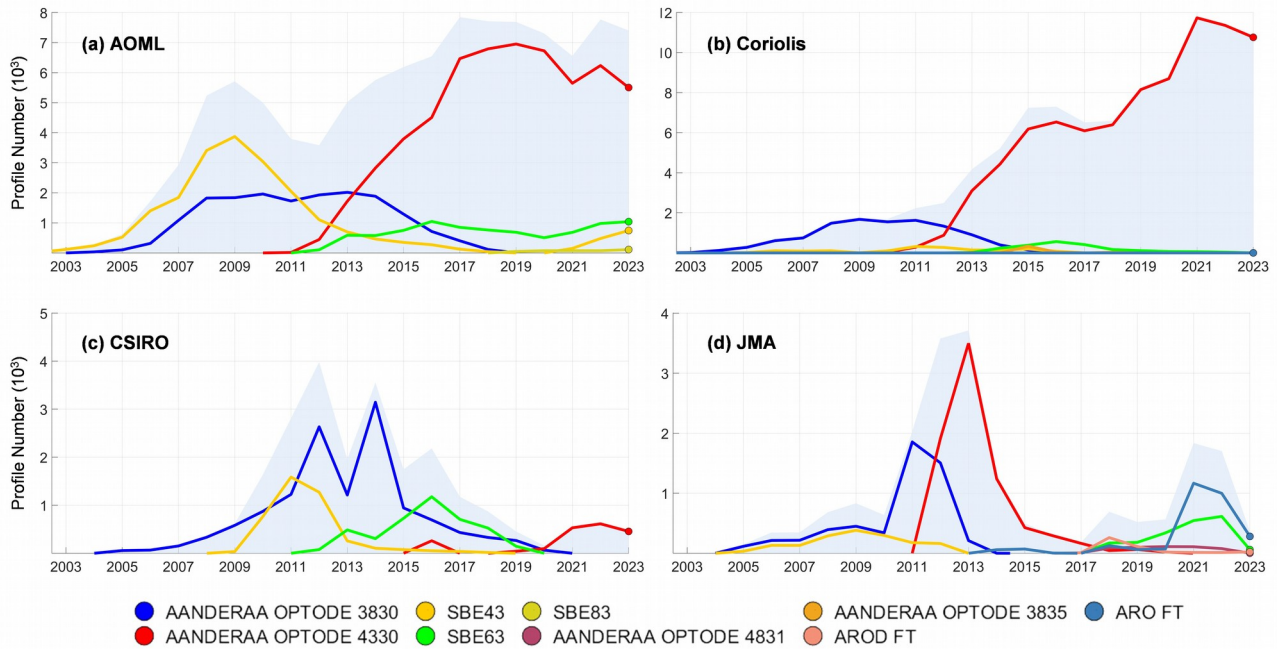 8
7
6
5
4
3
2
1
Profile Number (10³)
(a) AOML
2003 2005 2007 2009 2011 2013 2015 2017 2019 2021 2023
12
10
8
6
4
2
(b) Coriolis
2003 2005 2007 2009 2011 2013 2015 2017 2019 2021 2023
5
4
3
2
1
Profile Number (10³)
(c) CSIRO
2003 2005 2007 2009 2011 2013 2015 2017 2019 2021 2023
4
3
2
1
(d) JMA
2003 2005 2007 2009 2011 2013 2015 2017 2019 2021 2023
AANDERAA OPTODE 3830 SBE43 SBE83 AANDERAA OPTODE 3835 ARO FT
AANDERAA OPTODE 4330 SBE63 AANDERAA OPTODE 4831 AROD FT